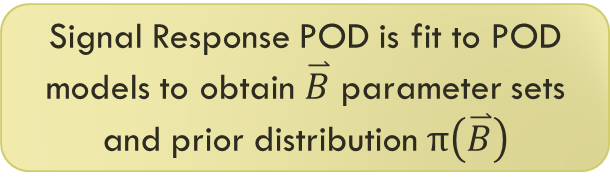 Signal Response POD is fit to POD
models to obtain B⃗ parameter sets
and prior distribution π(B⃗)